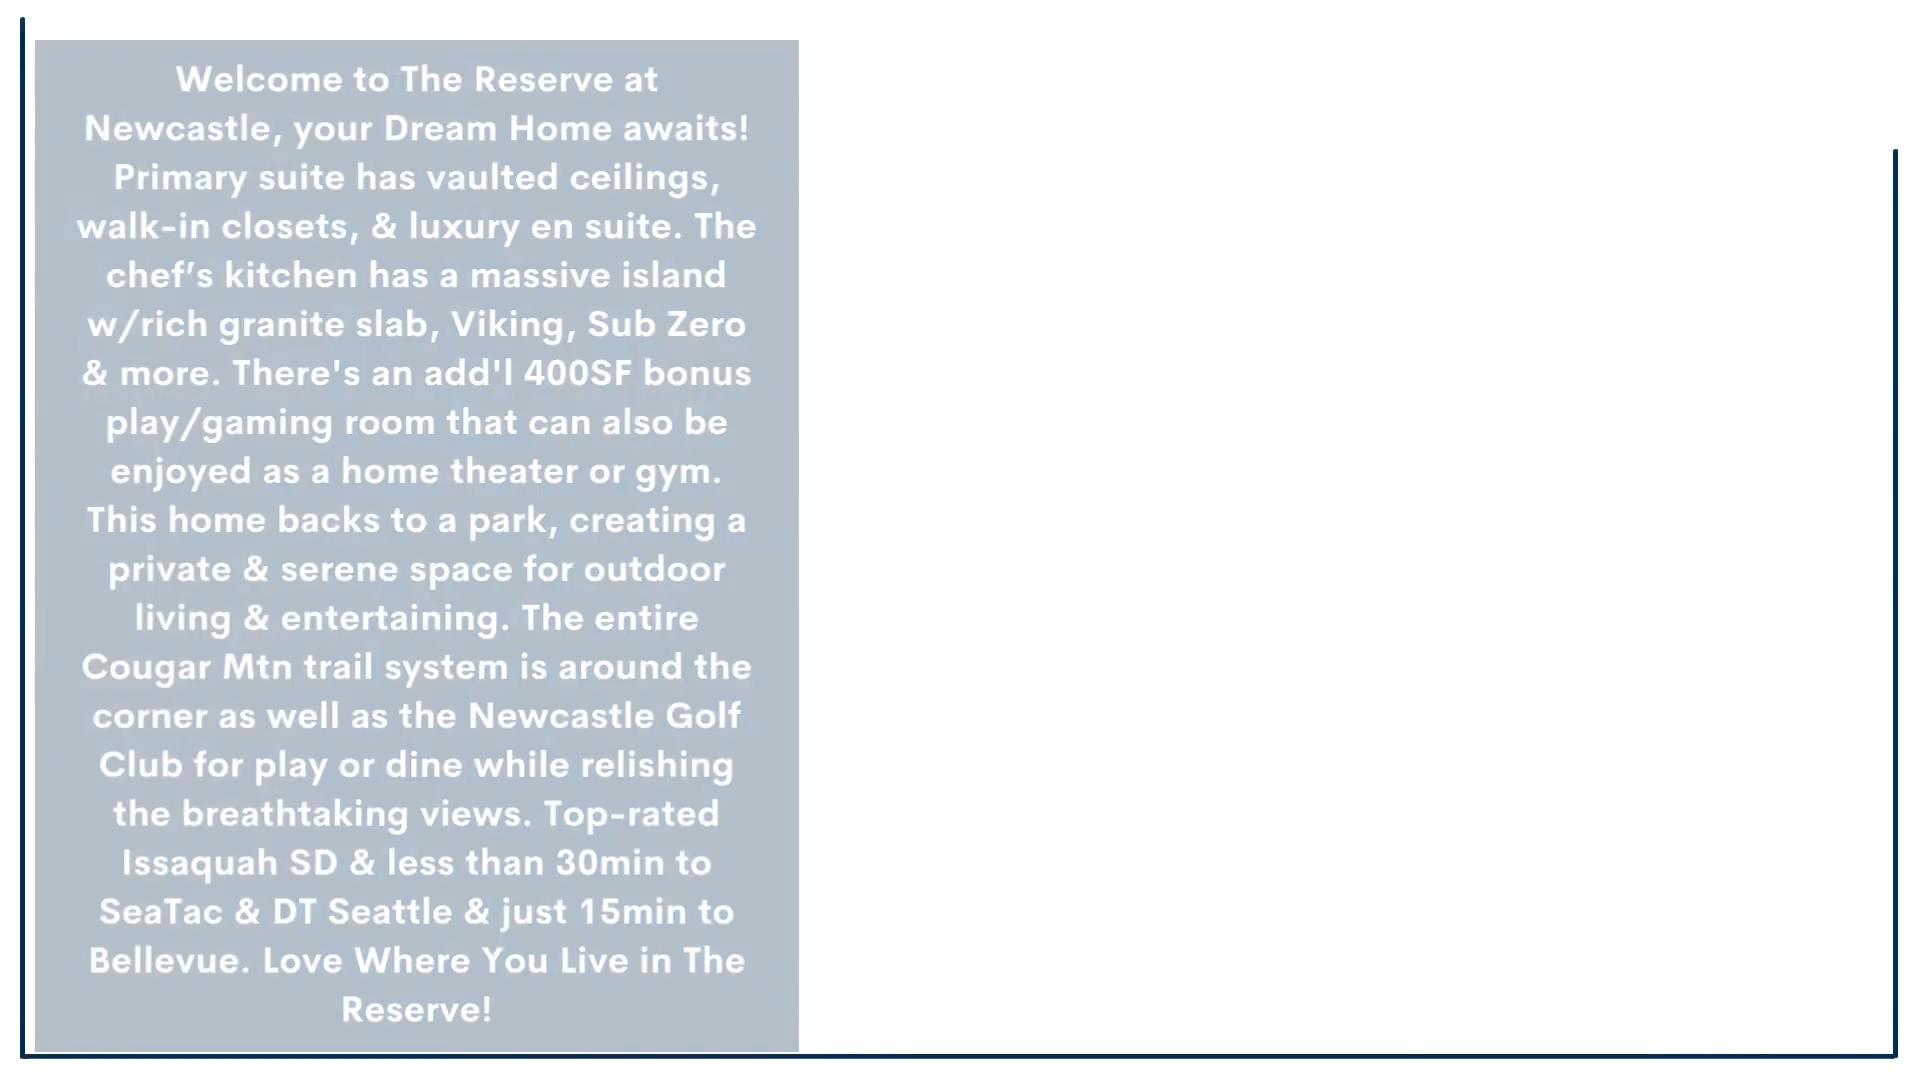 Welcome to The Reserve at
Newcastle, your Dream Home awaits!
Primary suite has vaulted ceilings,
walk-in closets, & luxury en suite. The
chef’s kitchen has a massive island
w/rich granite slab, Viking, Sub Zero
& more. There's an add'l 400SF bonus
play/gaming room that can also be
enjoyed as a home theater or gym.
This home backs to a park, creating a
private & serene space for outdoor
living & entertaining. The entire
Cougar Mtn trail system is around the
corner as well as the Newcastle Golf
Club for play or dine while relishing
the breathtaking views. Top-rated
Issaquah SD & less than 30min to
SeaTac & DT Seattle & just 15min to
Bellevue. Love Where You Live in The
Reserve!